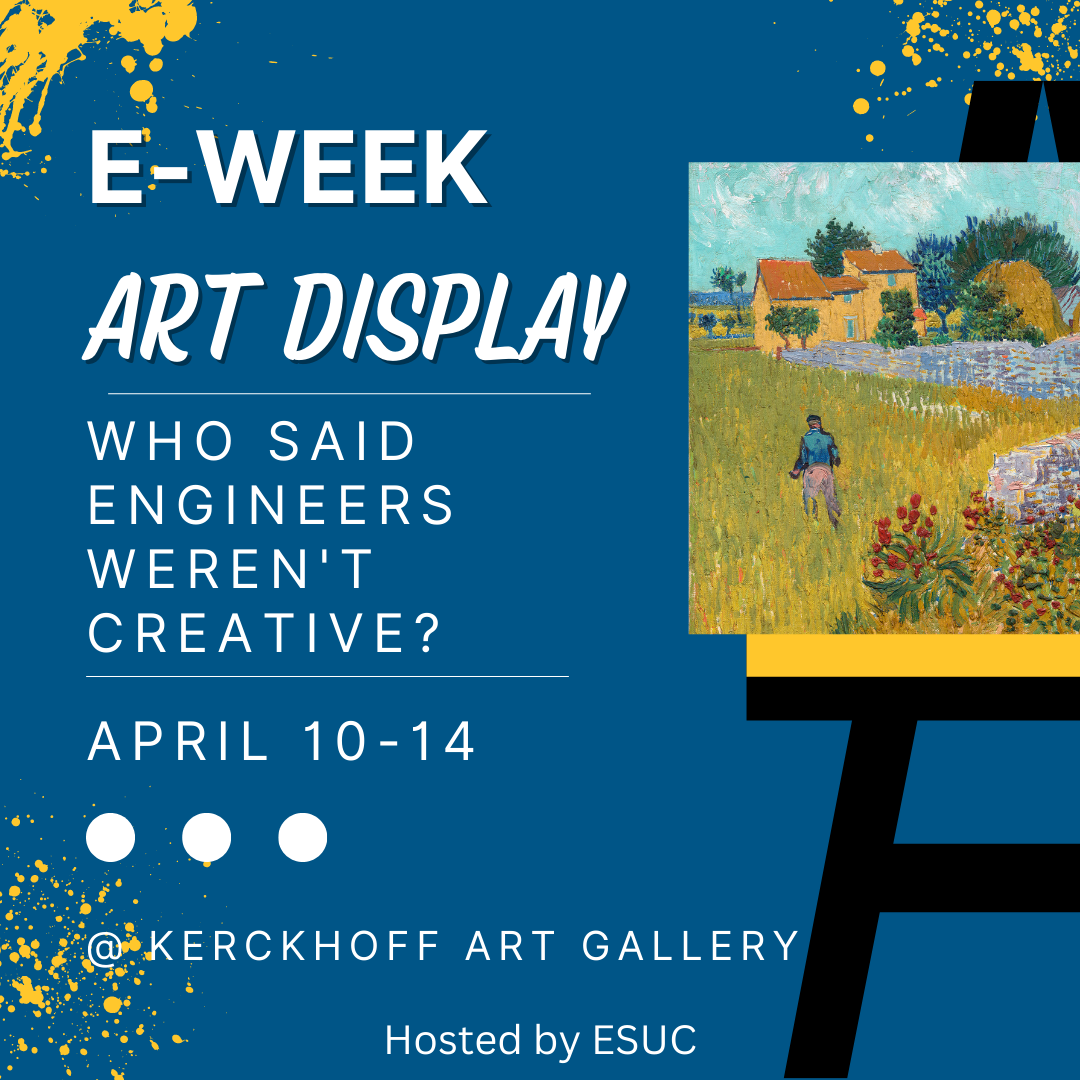 E-WEEK
ART DISPLAY
WHO SAID
ENGINEERS
WEREN'T
CREATIVE?
APRIL 10-14
@ KERCKHOFF ART GALLERY
Hosted by ESUC